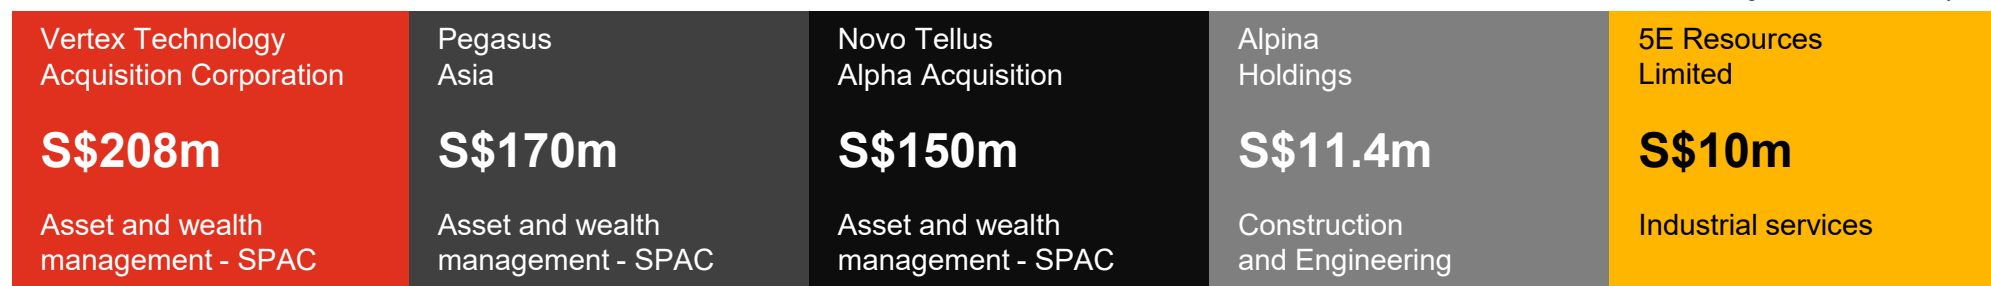 Vertex Technology
Acquisition Corporation
S$208m
Asset and wealth
management - SPAC
Pegasus
Asia
S$170m
Asset and wealth
management - SPAC
Novo Tellus
Alpha Acquisition
S$150m
Asset and wealth
management - SPAC
Alpina
Holdings
S$11.4m
Construction
and Engineering
5E Resources
Limited
S$10m
Industrial services